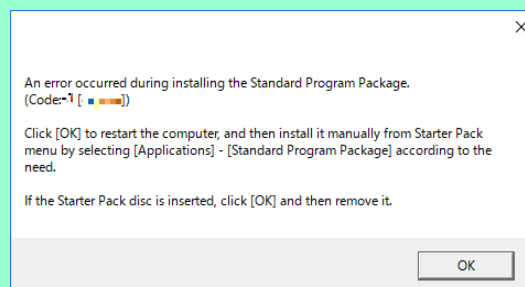 An error occurred during installing the Standard Program Package.
(Code:-1 [
])
Click [OK] to restart the computer, and then install it manually from Starter Pack
menu by selecting [Applications] - [Standard Program Package] according to the
need.
If the Starter Pack disc is inserted, click [OK] and then remove it.
OK